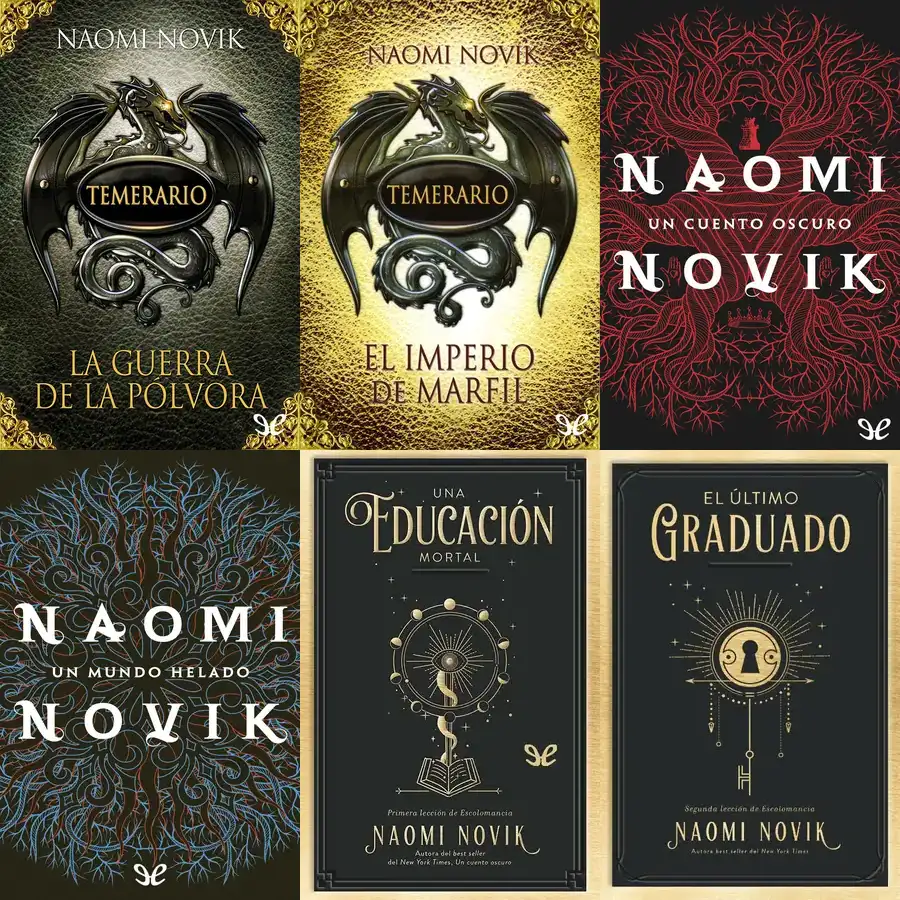 NAOMI NOVIK
TEMERARIO
LA GUERRA
DE LA PÓLVORA
NAOMI NOVIK
TEMERARIO
EL IMPERIO
DE MARFIL
NAOMI
UN CUENTO OSCURO
NOVIK
NAOMI
UN MUNDO HELADO
NOVIK
UNA
EDUCACIÓN
MORTAL
Primera lección de Escolomancia
NAOMI NOVIK
Autora del best seller
del New York Times, Un cuento oscuro
EL ÚLTIMO
GRADUADO
Segunda lección de Escolomancia
NAOMI NOVIK
Autora best seller del New York Times